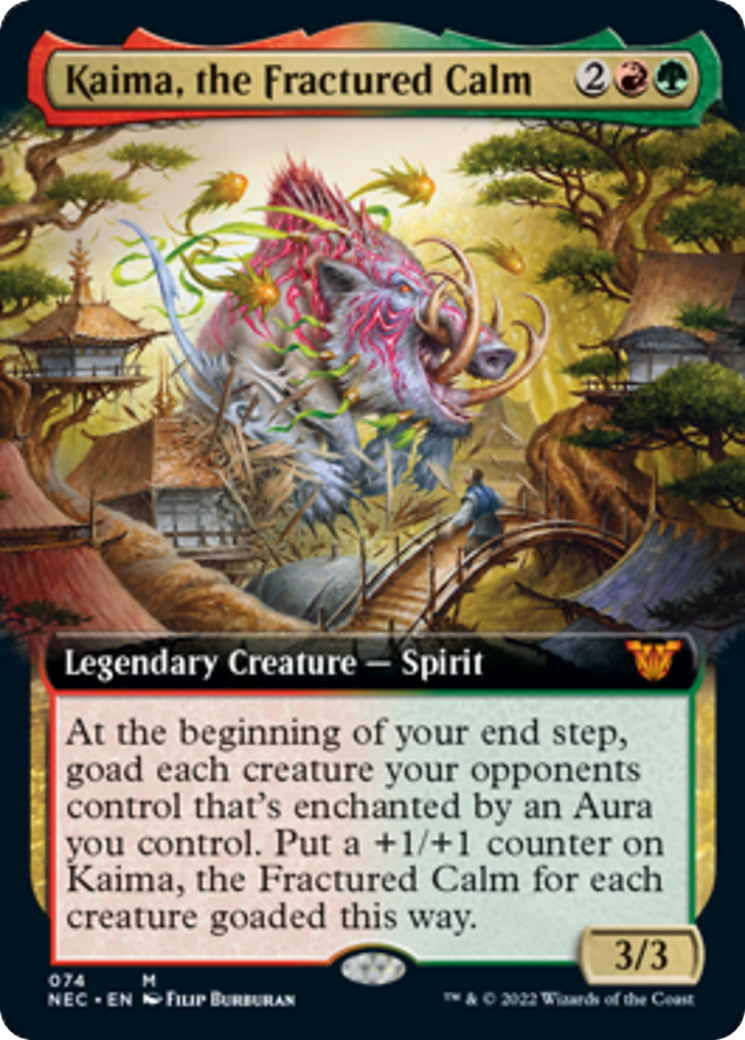 Kaima, the Fractured Calm 2
Legendary Creature — Spirit
At the beginning of your end step,
goad each creature your opponents
control that's enchanted by an Aura
you control. Put a +1/+1 counter on
Kaima, the Fractured Calm for each
creature goaded this way.
3/3
074 M
NEC • EN Filip Burburan
™ & © 2022 Wizards of the Coast